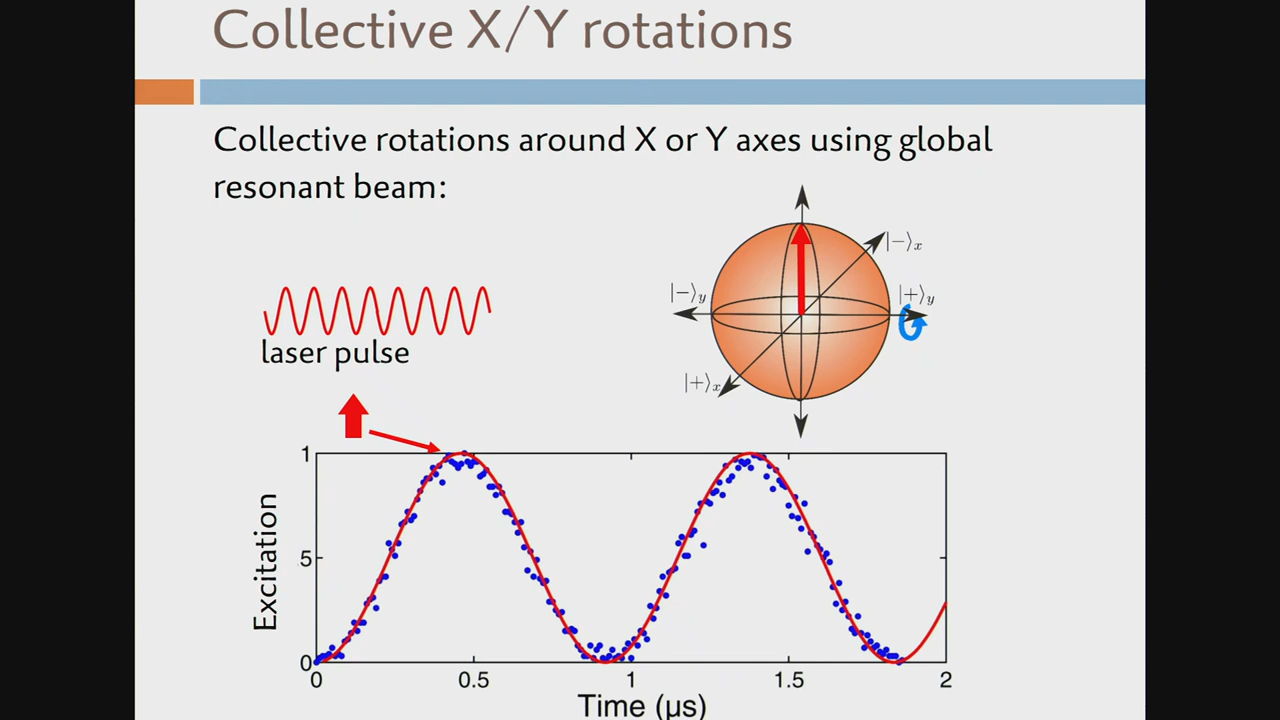 Collective X/Y rotations
Collective rotations around X or Y axes using global
resonant beam:
|−⟩x
|−⟩y
|+⟩y
|+⟩x
laser pulse
1
5
0
Excitation
0 0.5 1 1.5 2
Time (µs)